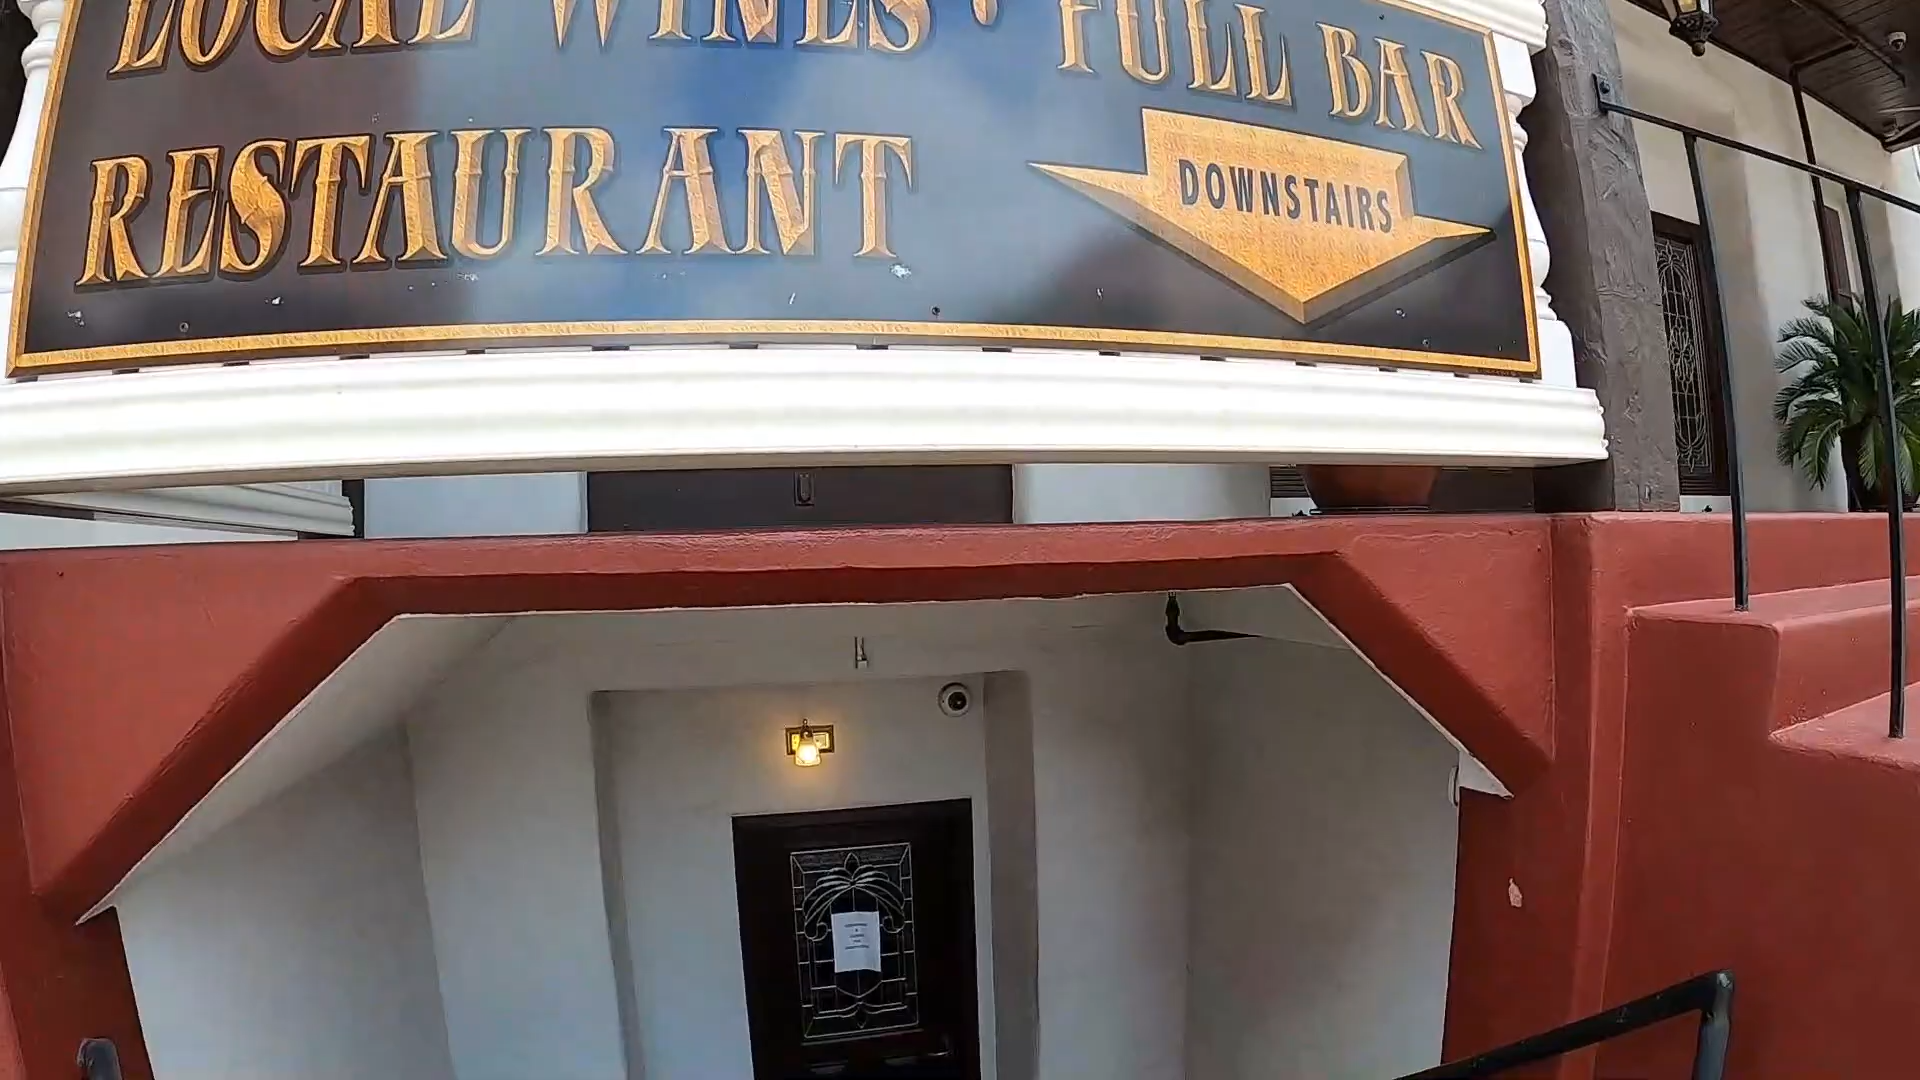 LOCAL WINES • FULL BAR
RESTAURANT
DOWNSTAIRS